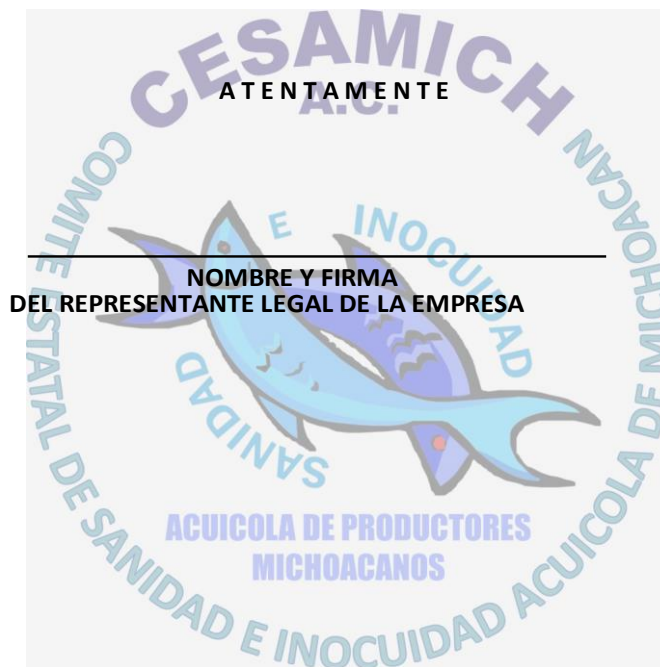 CESAMICH
ATENTAMENTE
A.C.
COMITE ESTATAL DE SANIDAD E INOCUIDAD ACUICOLA DE MICHOACAN
SANIDAD E INOCUIDAD
NOMBRE Y FIRMA
DEL REPRESENTANTE LEGAL DE LA EMPRESA
ACUICOLA DE PRODUCTORES
MICHOACANOS